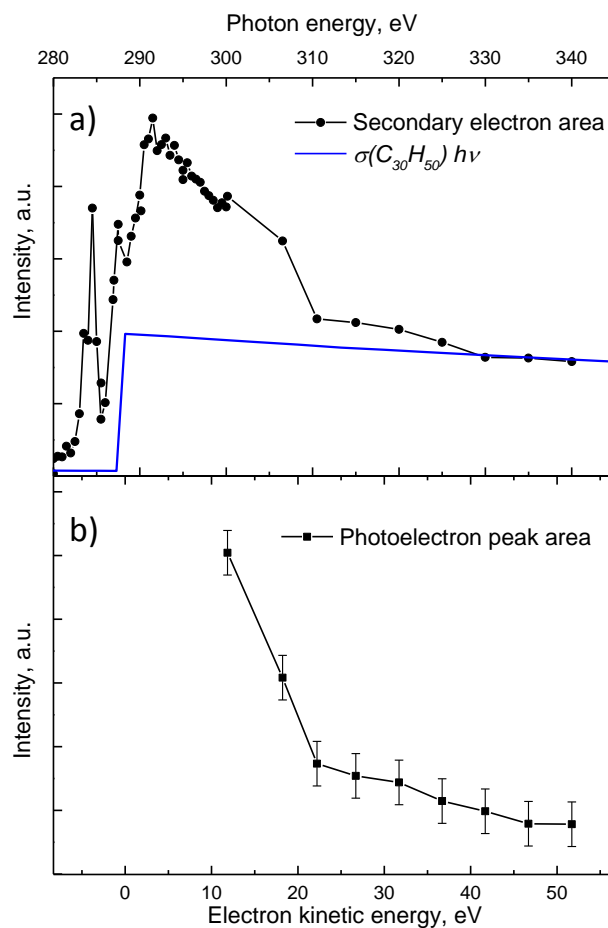 Photon energy, eV
280 290 300 310 320 330 340
a)
Secondary electron area
σ(C₃₀H₅₀) hν
Intensity, a.u.
b)
Photoelectron peak area
Intensity, a.u.
0 10 20 30 40 50
Electron kinetic energy, eV